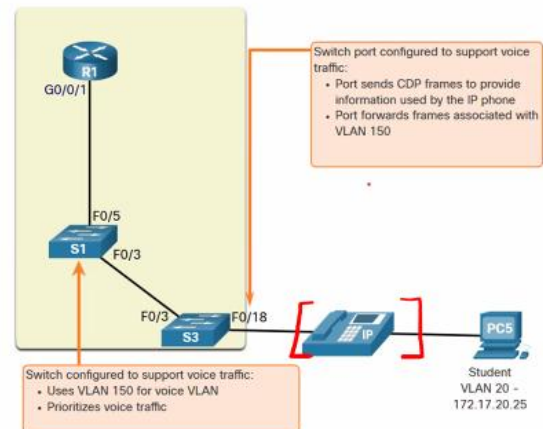 R1
G0/0/1
Switch port configured to support voice
traffic:
• Port sends CDP frames to provide
information used by the IP phone
• Port forwards frames associated with
VLAN 150
F0/5
S1
F0/3
F0/3
F0/18
S3
IP
PC5
Student
VLAN 20 -
172.17.20.25
Switch configured to support voice traffic:
• Uses VLAN 150 for voice VLAN
• Prioritizes voice traffic